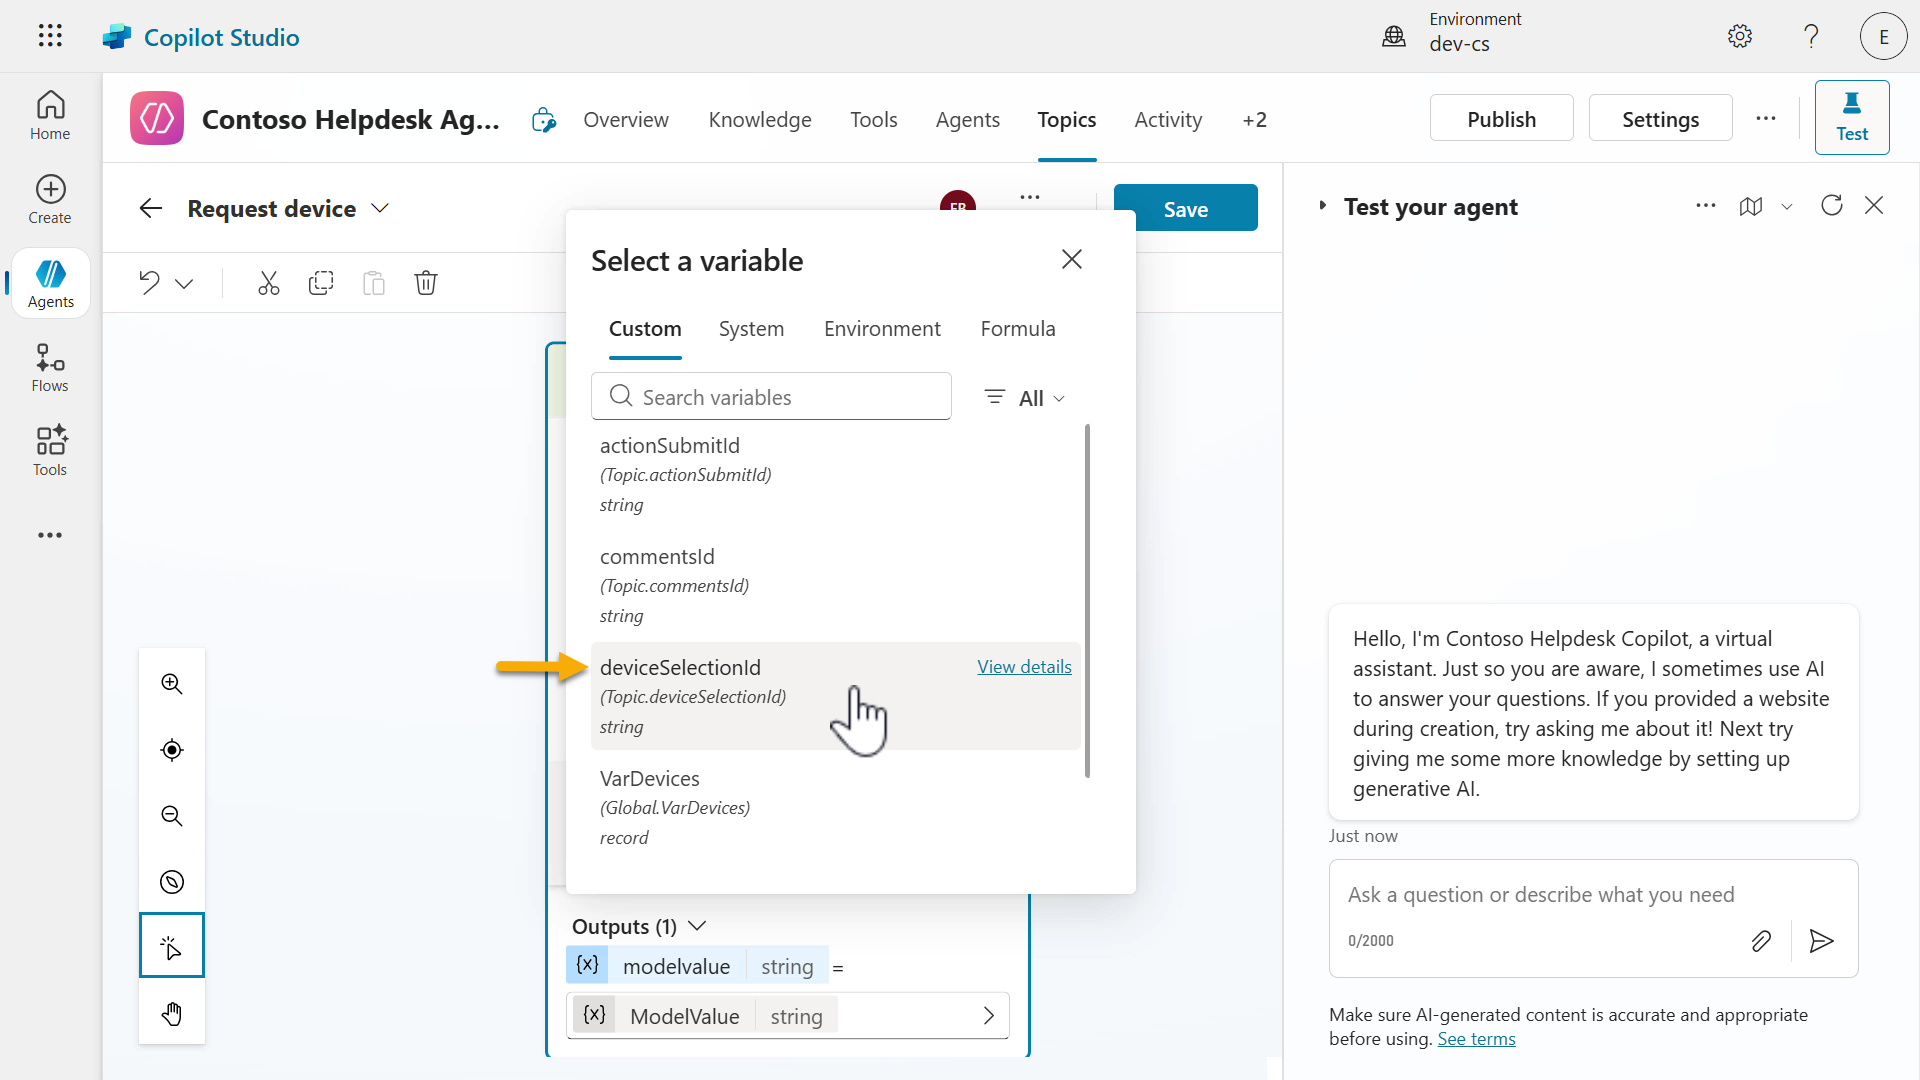 Copilot Studio
Environment
dev-cs
E
Home
Create
Agents
Flows
Tools
Contoso Helpdesk Ag...
Overview
Knowledge
Tools
Agents
Topics
Activity
+2
Publish
Settings
Test
Request device
Save
Select a variable
Custom
System
Environment
Formula
Search variables
All
actionSubmitId
(Topic.actionSubmitId)
string
commentsId
(Topic.commentsId)
string
deviceSelectionId
View details
(Topic.deviceSelectionId)
string
VarDevices
(Global.VarDevices)
record
Outputs (1)
{x} modelvalue string =
{x} ModelValue string
Test your agent
Hello, I'm Contoso Helpdesk Copilot, a virtual
assistant. Just so you are aware, I sometimes use AI
to answer your questions. If you provided a website
during creation, try asking me about it! Next try
giving me some more knowledge by setting up
generative AI.
Just now
Ask a question or describe what you need
0/2000
Make sure AI-generated content is accurate and appropriate
before using. See terms